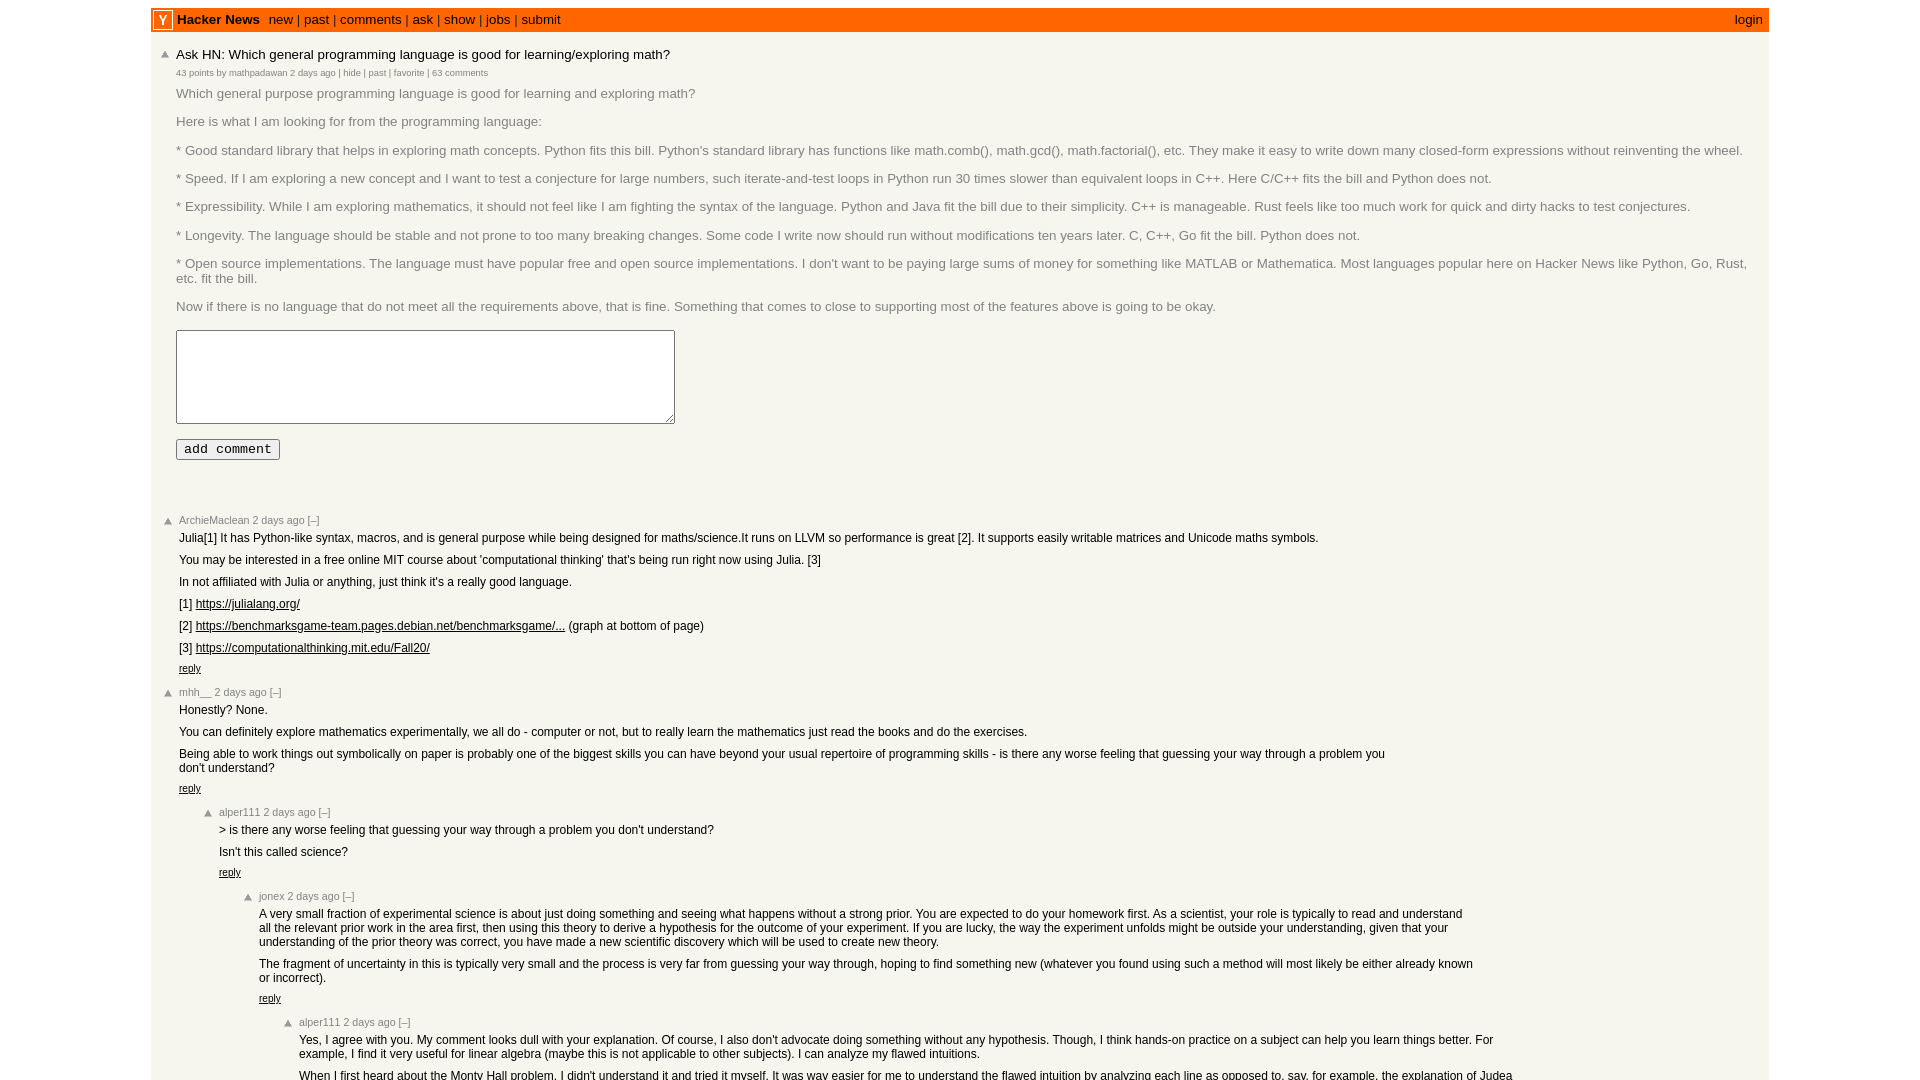 Y Hacker News new | past | comments | ask | show | jobs | submit login
Ask HN: Which general programming language is good for learning/exploring math?
43 points by mathpadawan 2 days ago | hide | past | favorite | 63 comments
Which general purpose programming language is good for learning and exploring math?
Here is what I am looking for from the programming language:
* Good standard library that helps in exploring math concepts. Python fits this bill. Python's standard library has functions like math.comb(), math.gcd(), math.factorial(), etc. They make it easy to write down many closed-form expressions without reinventing the wheel.
* Speed. If I am exploring a new concept and I want to test a conjecture for large numbers, such iterate-and-test loops in Python run 30 times slower than equivalent loops in C++. Here C/C++ fits the bill and Python does not.
* Expressibility. While I am exploring mathematics, it should not feel like I am fighting the syntax of the language. Python and Java fit the bill due to their simplicity. C++ is manageable. Rust feels like too much work for quick and dirty hacks to test conjectures.
* Longevity. The language should be stable and not prone to too many breaking changes. Some code I write now should run without modifications ten years later. C, C++, Go fit the bill. Python does not.
* Open source implementations. The language must have popular free and open source implementations. I don't want to be paying large sums of money for something like MATLAB or Mathematica. Most languages popular here on Hacker News like Python, Go, Rust,
etc. fit the bill.
Now if there is no language that do not meet all the requirements above, that is fine. Something that comes to close to supporting most of the features above is going to be okay.
add comment
ArchieMaclean 2 days ago [–]
Julia[1] It has Python-like syntax, macros, and is general purpose while being designed for maths/science.It runs on LLVM so performance is great [2]. It supports easily writable matrices and Unicode maths symbols.
You may be interested in a free online MIT course about 'computational thinking' that's being run right now using Julia. [3]
In not affiliated with Julia or anything, just think it's a really good language.
[1] https://julialang.org/
[2] https://benchmarksgame-team.pages.debian.net/benchmarksgame/... (graph at bottom of page)
[3] https://computationalthinking.mit.edu/Fall20/
reply
mhh__ 2 days ago [–]
Honestly? None.
You can definitely explore mathematics experimentally, we all do - computer or not, but to really learn the mathematics just read the books and do the exercises.
Being able to work things out symbolically on paper is probably one of the biggest skills you can have beyond your usual repertoire of programming skills - is there any worse feeling that guessing your way through a problem you
don't understand?
reply
alper111 2 days ago [–]
> is there any worse feeling that guessing your way through a problem you don't understand?
Isn't this called science?
reply
jonex 2 days ago [–]
A very small fraction of experimental science is about just doing something and seeing what happens without a strong prior. You are expected to do your homework first. As a scientist, your role is typically to read and understand
all the relevant prior work in the area first, then using this theory to derive a hypothesis for the outcome of your experiment. If you are lucky, the way the experiment unfolds might be outside your understanding, given that your
understanding of the prior theory was correct, you have made a new scientific discovery which will be used to create new theory.
The fragment of uncertainty in this is typically very small and the process is very far from guessing your way through, hoping to find something new (whatever you found using such a method will most likely be either already known
or incorrect).
reply
alper111 2 days ago [–]
Yes, I agree with you. My comment looks dull with your explanation. Of course, I also don't advocate doing something without any hypothesis. Though, I think hands-on practice on a subject can help you learn things better. For
example, I find it very useful for linear algebra (maybe this is not applicable to other subjects). I can analyze my flawed intuitions.
When I first heard about the Monty Hall problem, I didn't understand it and tried it myself. It was way easier for me to understand the flawed intuition by analyzing each line as opposed to, say, for example, the explanation of Judea